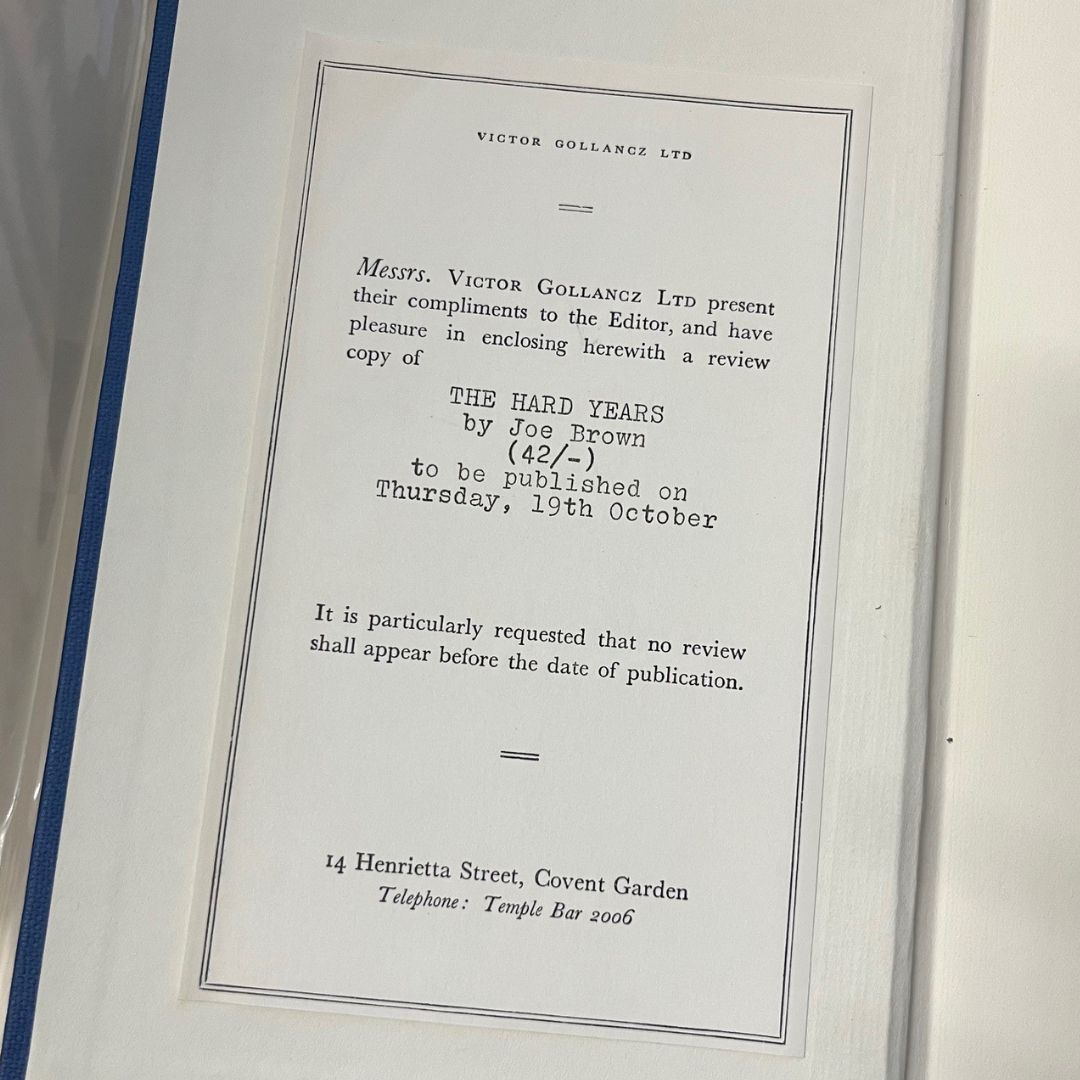 VICTOR GOLLANCZ LTD
Messrs. VICTOR GOLLANCZ LTD present
their compliments to the Editor, and have
pleasure in enclosing herewith a review
copy of
THE HARD YEARS
by Joe Brown
(42/-)
to be published on
Thursday, 19th October
It is particularly requested that no review
shall appear before the date of publication.
14 Henrietta Street, Covent Garden
Telephone: Temple Bar 2006